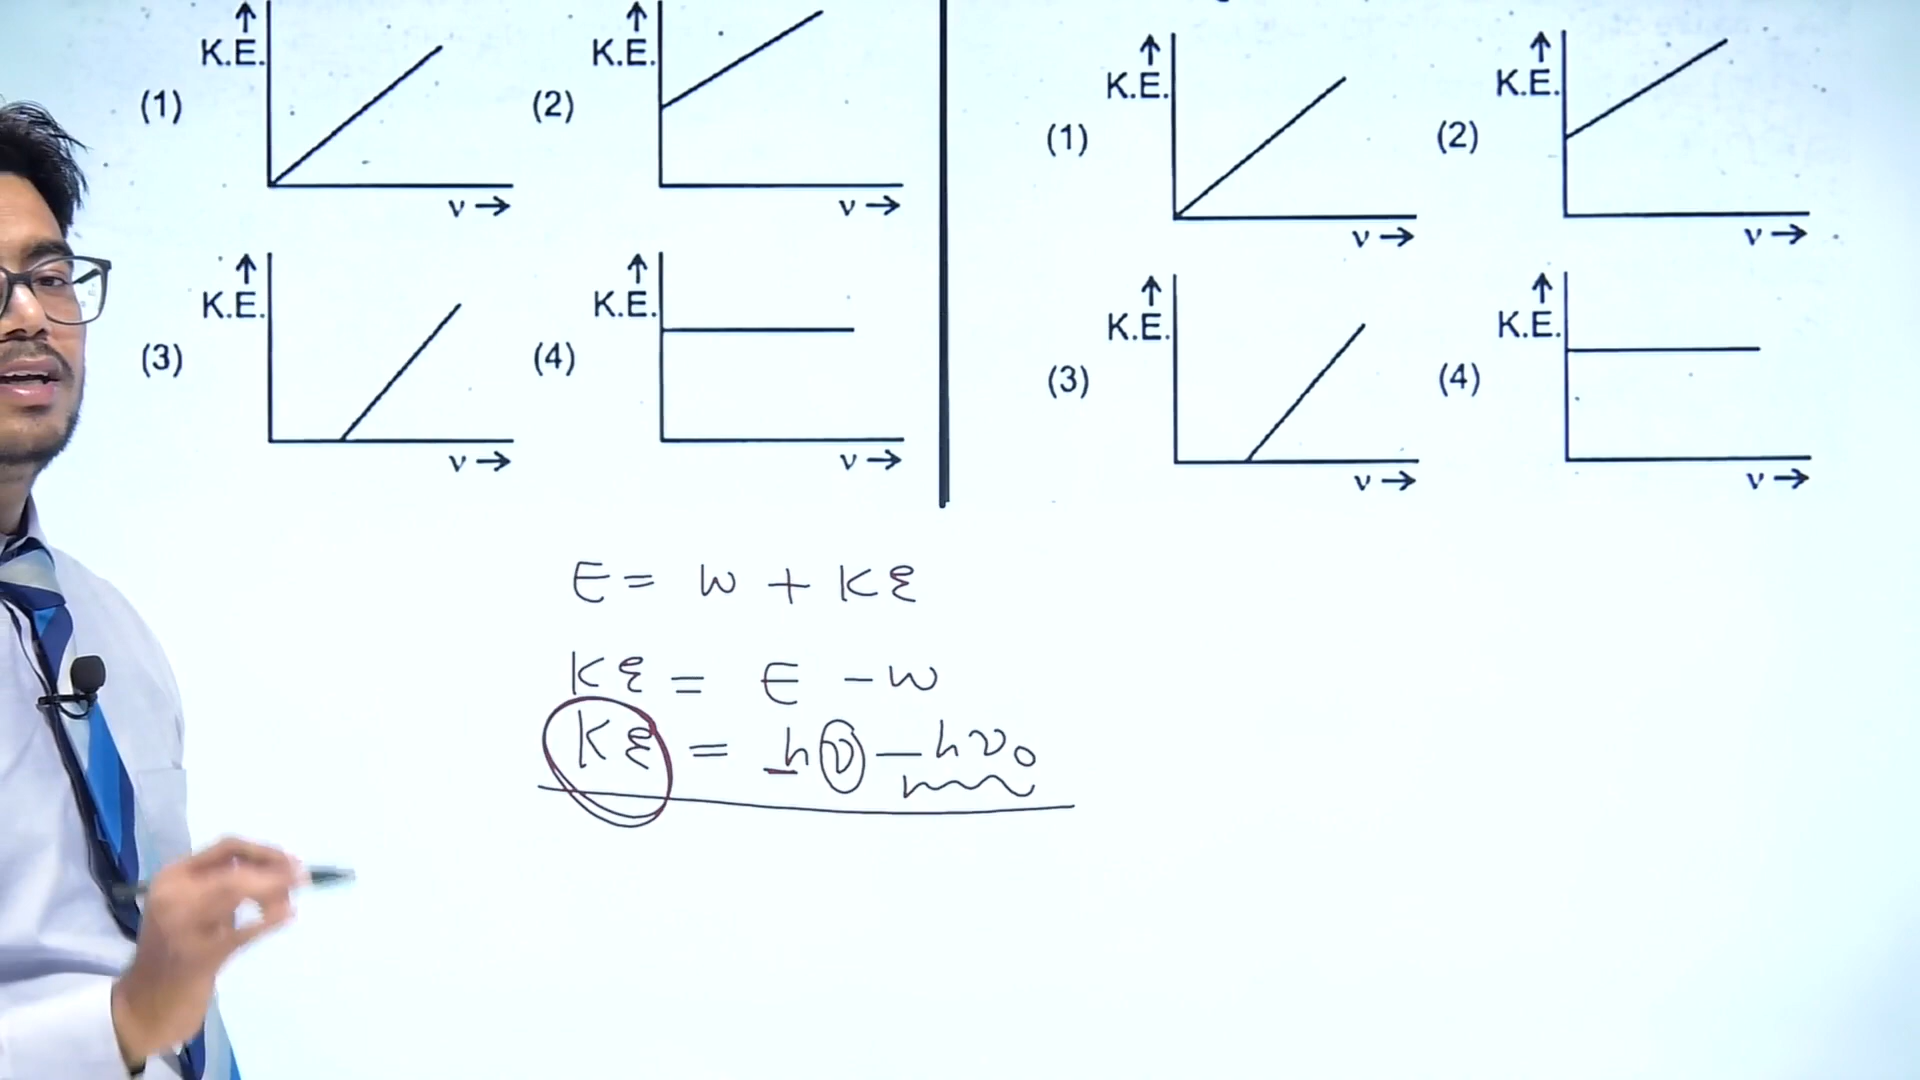 K.E.
(1)
ν →
K.E.
(2)
ν →
K.E.
(3)
ν →
K.E.
(4)
ν →
K.E.
(1)
ν →
K.E.
(2)
ν →
K.E.
(3)
ν →
K.E.
(4)
ν →
E = W + KE
KE = E - W
KE = hν - hν₀